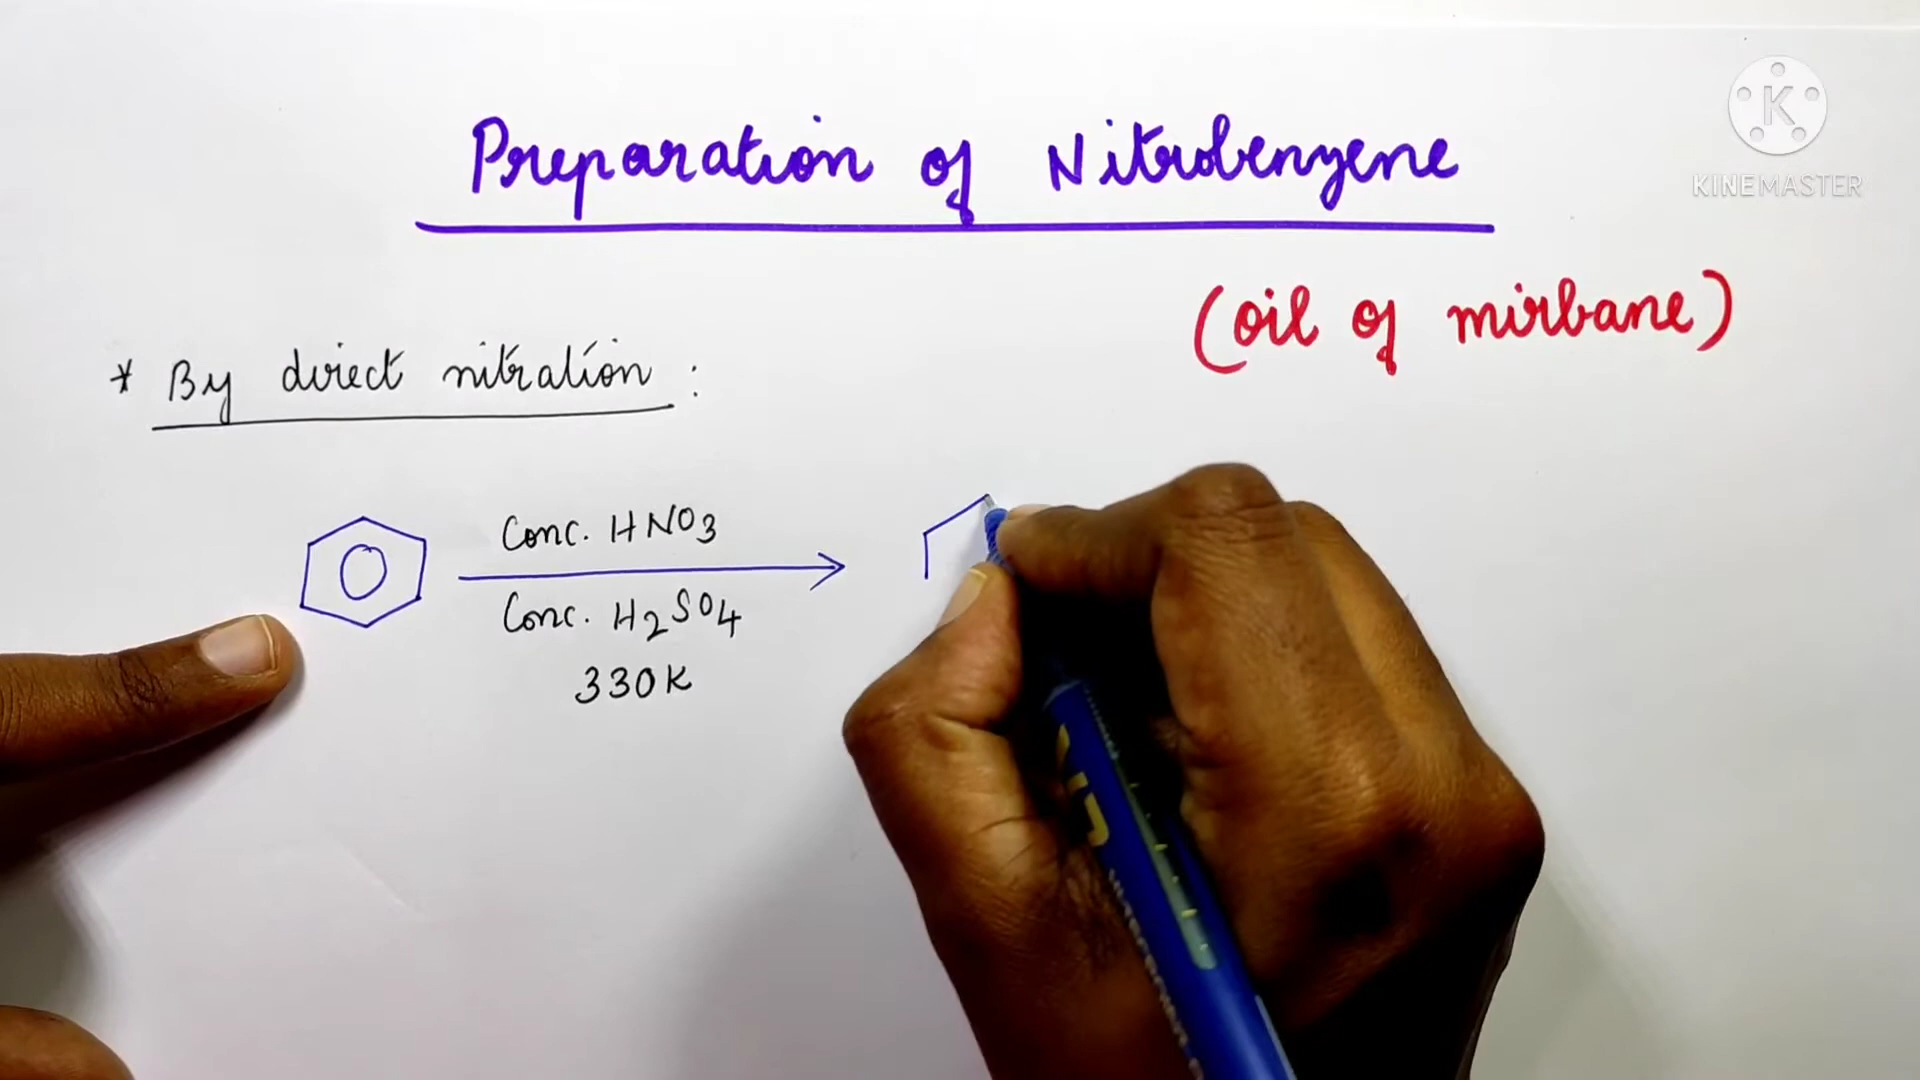 Preparation of Nitrobenzene
(oil of mirbane)
* By direct nitration :
Conc. HNO3
Conc. H2SO4
330K
K
KINEMASTER